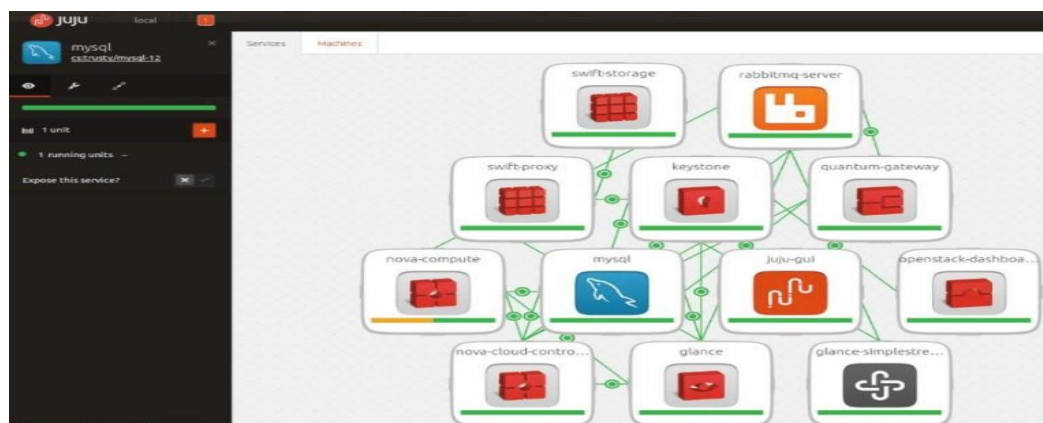 juju
local
mysql
cs:trusty/mysql-12
1 unit
1 running units
Expose this service?
Services
Machines
swift-storage
rabbitmq-server
swift-proxy
keystone
quantum-gateway
nova-compute
mysql
juju-gui
openstack-dashboa...
nova-cloud-contro...
glance
glance-simplestre...